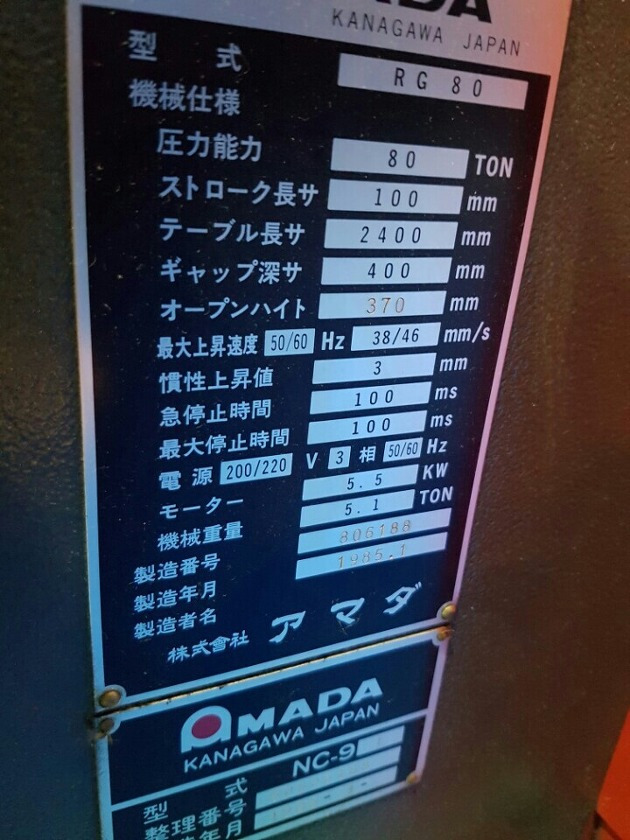 ADA
KANAGAWA JAPAN
型 式 RG 80
機械仕様
圧力能力 80 TON
ストローク長サ 100 mm
テーブル長サ 2400 mm
ギャップ深サ 400 mm
オープンハイト 370 mm
最大上昇速度 50/60 Hz 38/46 mm/s
慣性上昇値 3 mm
急停止時間 100 ms
最大停止時間 100 ms
電源 200/220 V 3 相 50/60 Hz
モーター 5.5 KW
機械重量 5.1 TON
製造番号 806188
製造年月 1985.1
製造者名
株式會社 アマダ
AMADA
KANAGAWA JAPAN
型 式 NC-9
整理番号
年月